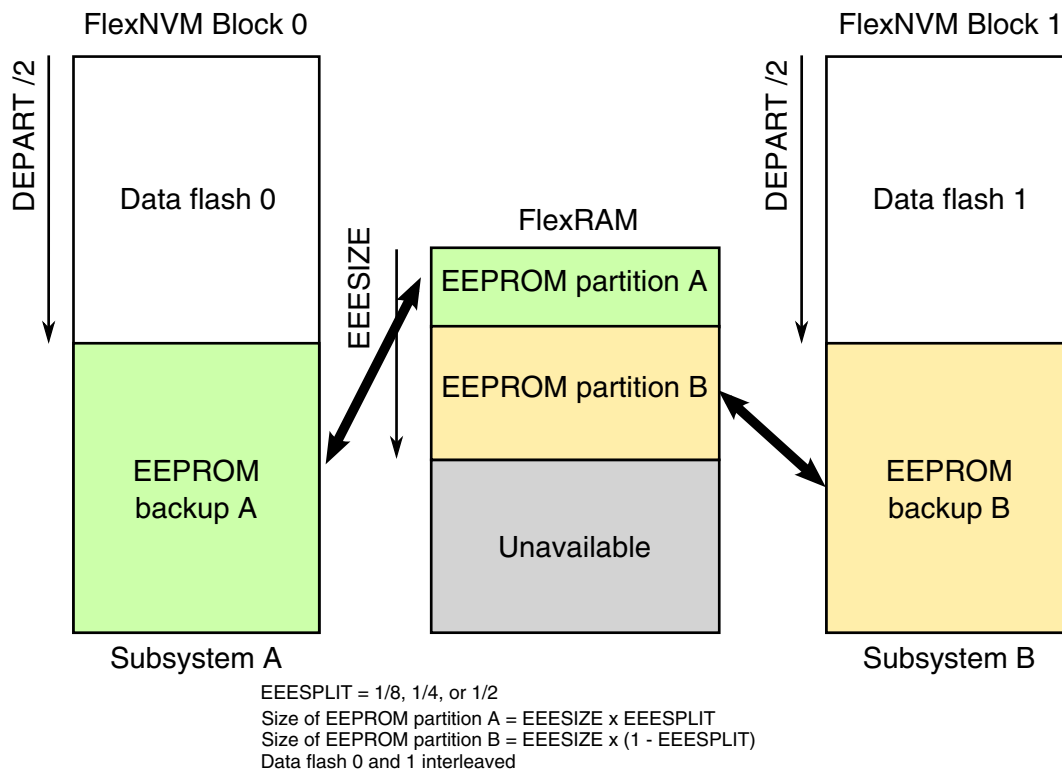 FlexNVM Block 0
FlexNVM Block 1
DEPART /2
DEPART /2
Data flash 0
Data flash 1
FlexRAM
EEESIZE
EEPROM partition A
EEPROM partition B
EEPROM
backup A
EEPROM
backup B
Unavailable
Subsystem A
Subsystem B
EEESPLIT = 1/8, 1/4, or 1/2
Size of EEPROM partition A = EEESIZE x EEESPLIT
Size of EEPROM partition B = EEESIZE x (1 - EEESPLIT)
Data flash 0 and 1 interleaved